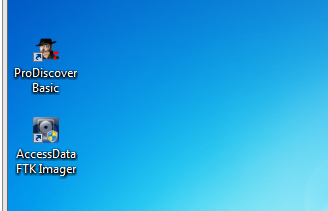 ProDiscover
Basic
AccessData
FTK Imager